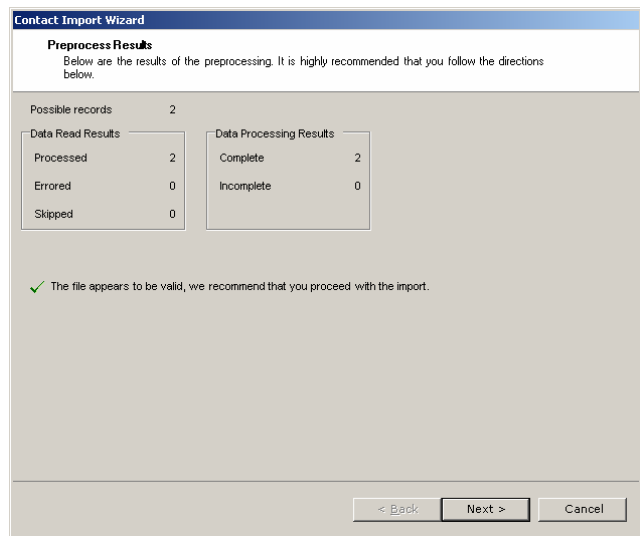 Contact Import Wizard
Preprocess Results
Below are the results of the preprocessing. It is highly recommended that you follow the directions
below.
Possible records 2
Data Read Results
Processed 2
Errored 0
Skipped 0
Data Processing Results
Complete 2
Incomplete 0
The file appears to be valid, we recommend that you proceed with the import.
< Back
Next >
Cancel